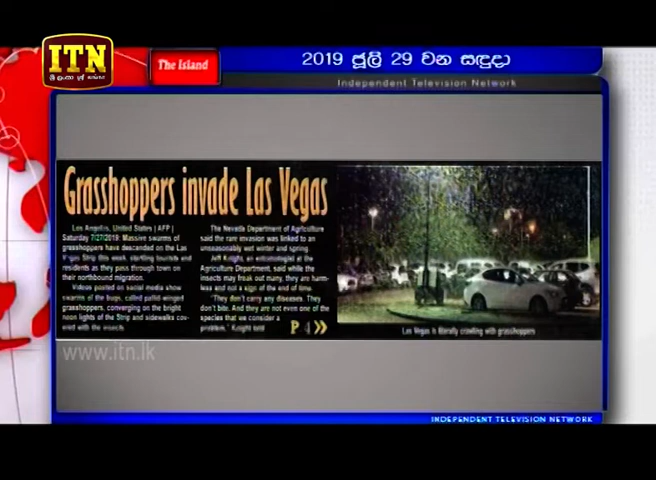 ITN
ශ්‍රී ලංකා
The Island
2019 ජූලි 29 වන සඳුදා
Independent Television Network
Grasshoppers invade Las Vegas
Los Angeles, United States | AFP |
Saturday 7/27/2019: Massive swarms of
grasshoppers have descended on the Las
Vegas Strip this week, startling tourists and
residents as they pass through town on
their northbound migration.
Videos posted on social media show
swarms of the bugs, called pallid-winged
grasshoppers, converging on the bright
neon lights of the Strip and sidewalks cov-
ered with the insects.
The Nevada Department of Agriculture
said the rare invasion was linked to an
unseasonably wet winter and spring.
Jeff Knight, an entomologist at the
Agriculture Department, said while the
insects may freak out many, they are harm-
less and not a sign of the end of time.
"They don't carry any diseases. They
don't bite. And they are not even one of the
species that we consider a
problem," Knight told
P 4
Las Vegas is literally crawling with grasshoppers
www.itn.lk
INDEPENDENT TELEVISION NETWORK